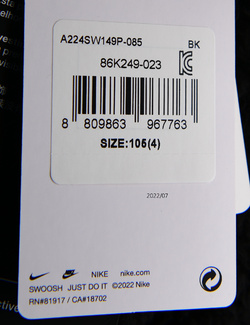 A224SW149P-085
BK
86K249-023
8 809863 967763
SIZE:105(4)
2022/07
NIKE nike.com
SWOOSH JUST DO IT ©2022 Nike
RN#81917 / CA#18702